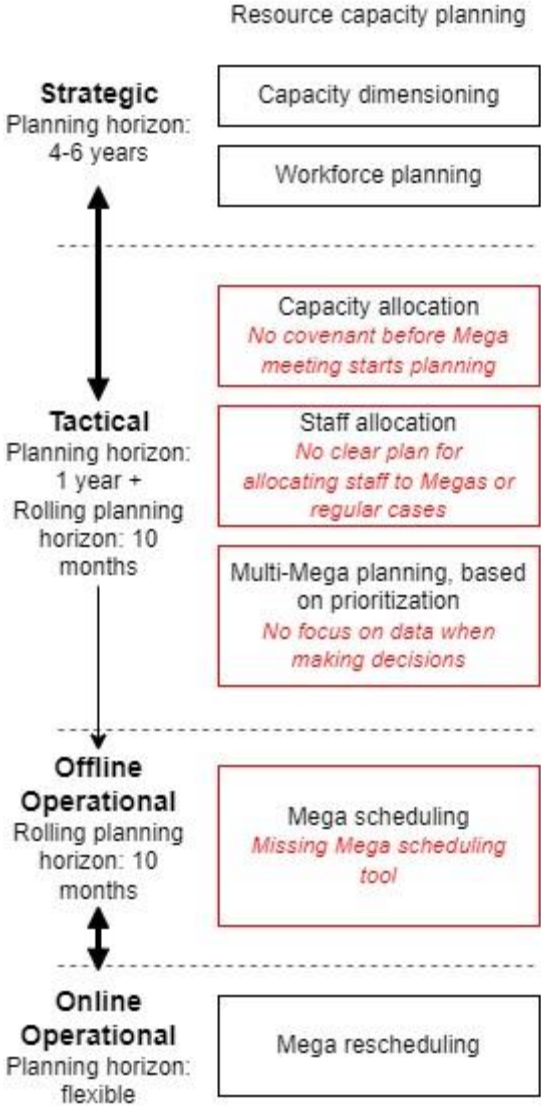 Resource capacity planning
Strategic
Planning horizon:
4-6 years
Capacity dimensioning
Workforce planning
Tactical
Planning horizon:
1 year +
Rolling planning
horizon: 10
months
Capacity allocation
No covenant before Mega
meeting starts planning
Staff allocation
No clear plan for
allocating staff to Megas or
regular cases
Multi-Mega planning, based
on prioritization
No focus on data when
making decisions
Offline
Operational
Rolling planning
horizon: 10
months
Mega scheduling
Missing Mega scheduling
tool
Online
Operational
Planning horizon:
flexible
Mega rescheduling